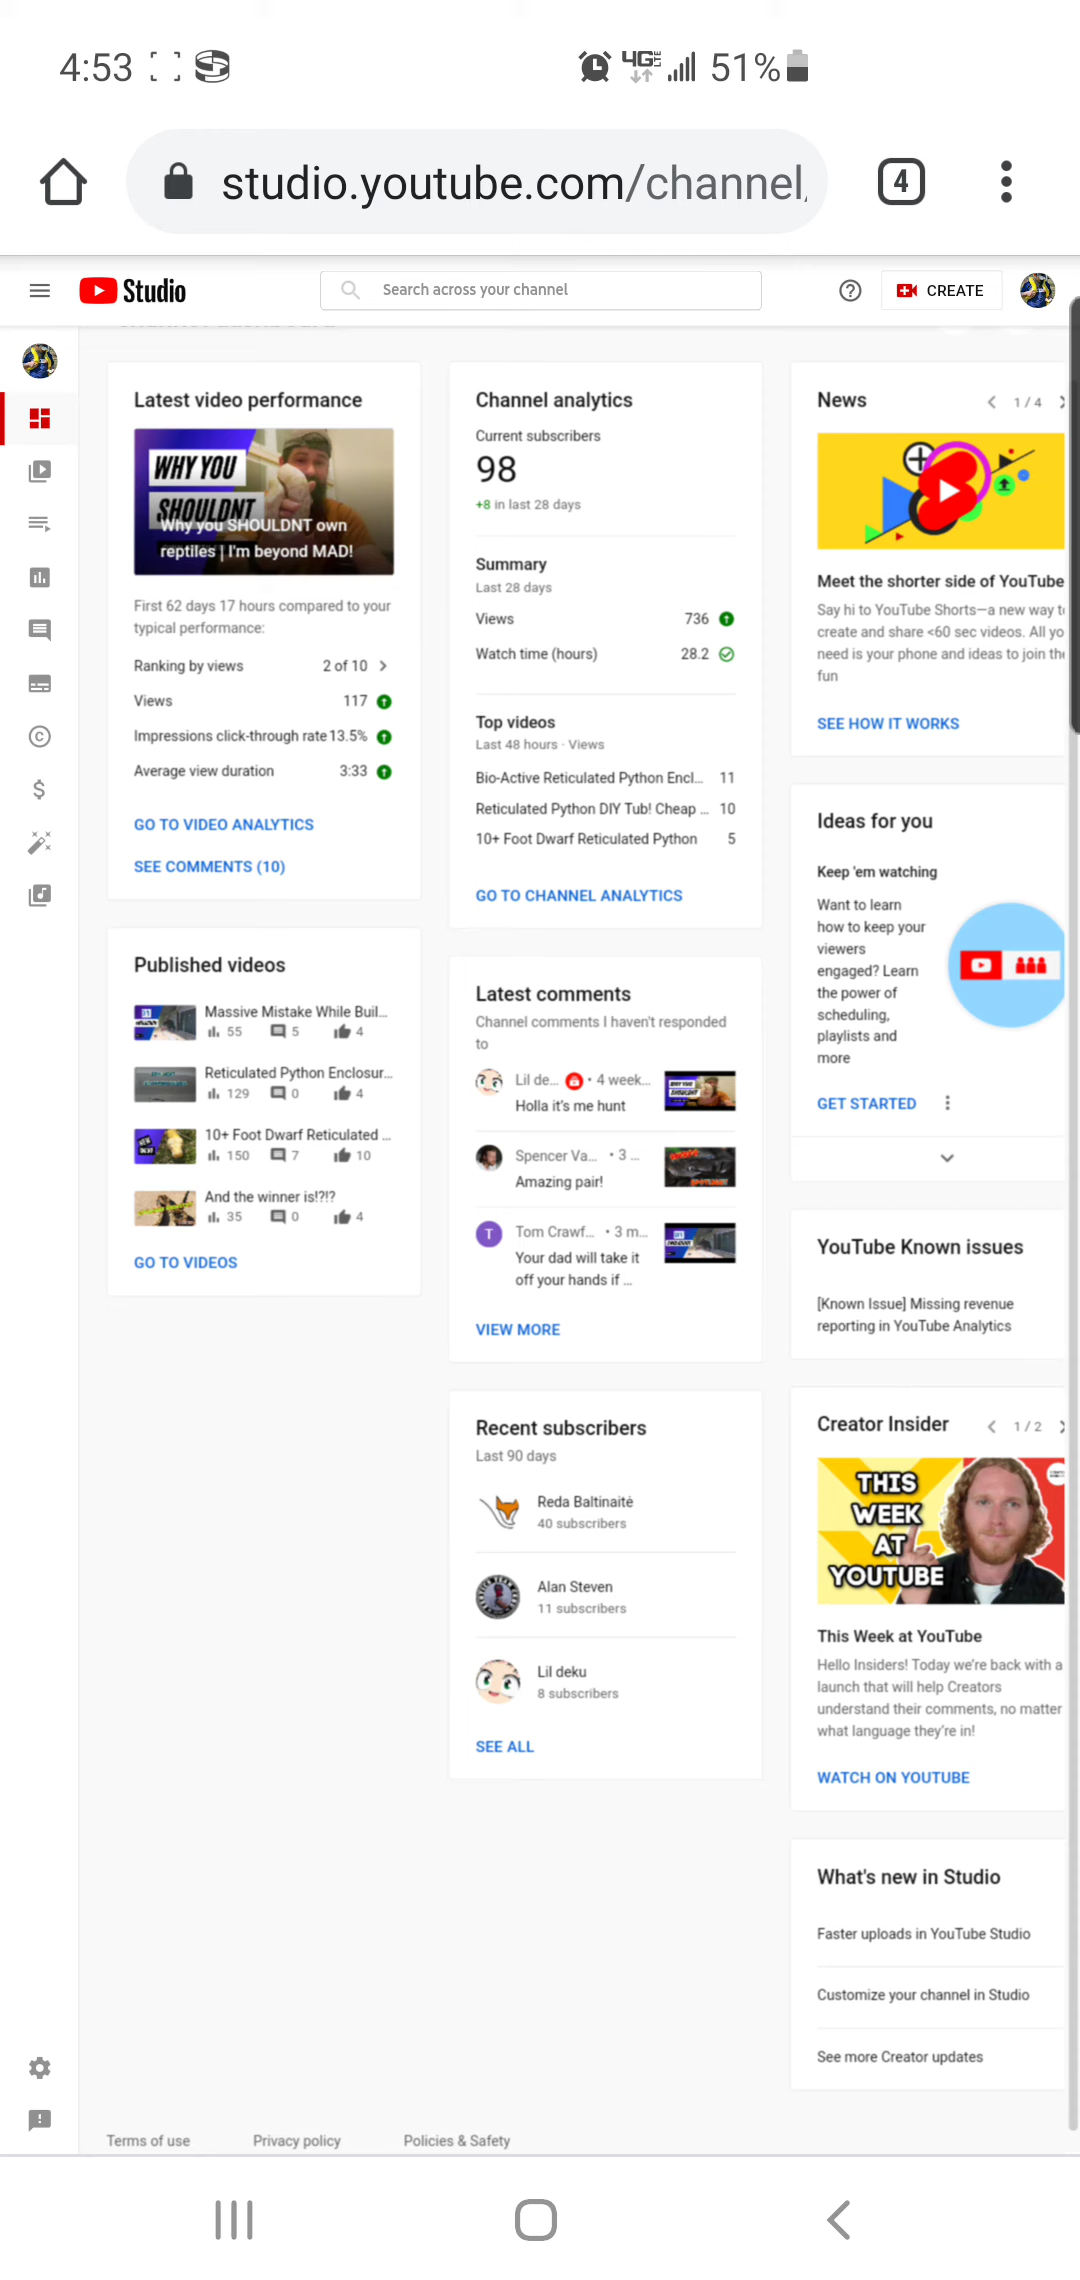 4:53
4G LTE 51%
studio.youtube.com/channel/
4
Studio
Search across your channel
CREATE
Latest video performance
WHY YOU
SHOULDNT
Why you SHOULDNT own
reptiles | I'm beyond MAD!
First 62 days 17 hours compared to your
typical performance:
Ranking by views 2 of 10
Views 117
Impressions click-through rate 13.5%
Average view duration 3:33
GO TO VIDEO ANALYTICS
SEE COMMENTS (10)
Published videos
Massive Mistake While Buil...
55 5 4
Reticulated Python Enclosur...
129 0 4
10+ Foot Dwarf Reticulated ...
150 7 10
And the winner is!?!?
35 0 4
GO TO VIDEOS
Channel analytics
Current subscribers
98
+8 in last 28 days
Summary
Last 28 days
Views 736
Watch time (hours) 28.2
Top videos
Last 48 hours · Views
Bio-Active Reticulated Python Encl... 11
Reticulated Python DIY Tub! Cheap ... 10
10+ Foot Dwarf Reticulated Python 5
GO TO CHANNEL ANALYTICS
Latest comments
Channel comments I haven't responded
to
Lil de... • 4 week...
Holla it's me hunt
Spencer Va... • 3 ...
Amazing pair!
T
Tom Crawf... • 3 m...
Your dad will take it
off your hands if ...
VIEW MORE
Recent subscribers
Last 90 days
Reda Baltinaitė
40 subscribers
Alan Steven
11 subscribers
Lil deku
8 subscribers
SEE ALL
News
1 / 4
Meet the shorter side of YouTube
Say hi to YouTube Shorts—a new way t
create and share <60 sec videos. All yo
need is your phone and ideas to join the
fun
SEE HOW IT WORKS
Ideas for you
Keep 'em watching
Want to learn
how to keep your
viewers
engaged? Learn
the power of
scheduling,
playlists and
more
GET STARTED
YouTube Known issues
[Known Issue] Missing revenue
reporting in YouTube Analytics
Creator Insider
1 / 2
THIS
WEEK
AT
YOUTUBE
This Week at YouTube
Hello Insiders! Today we're back with a
launch that will help Creators
understand their comments, no matter
what language they're in!
WATCH ON YOUTUBE
What's new in Studio
Faster uploads in YouTube Studio
Customize your channel in Studio
See more Creator updates
Terms of use
Privacy policy
Policies & Safety